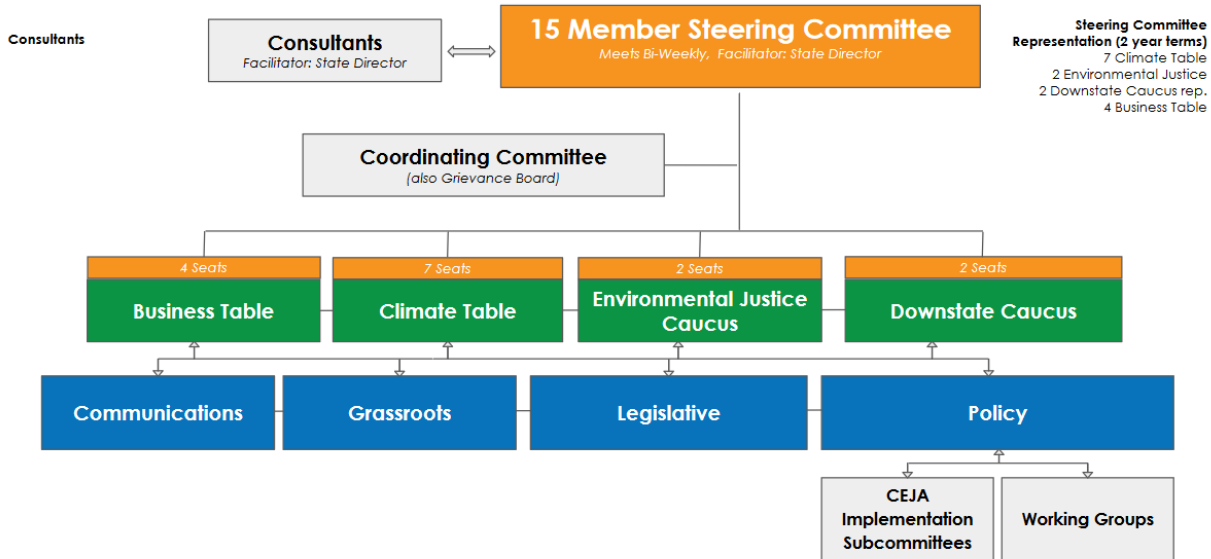 Consultants
Consultants
Facilitator: State Director
15 Member Steering Committee
Meets Bi-Weekly, Facilitator: State Director
Steering Committee
Representation (2 year terms)
7 Climate Table
2 Environmental Justice
2 Downstate Caucus rep.
4 Business Table
Coordinating Committee
(also Grievance Board)
4 Seats
7 Seats
2 Seats
2 Seats
Business Table
Climate Table
Environmental Justice
Caucus
Downstate Caucus
Communications
Grassroots
Legislative
Policy
CEJA
Implementation
Subcommittees
Working Groups